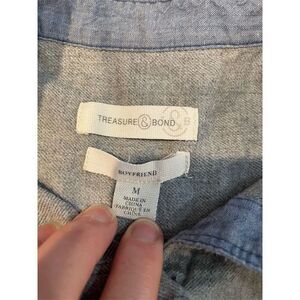 TREASURE & BOND
& B
BOYFRIEND
M
MADE IN
CHINA
FABRIQUÉ EN
CHINE